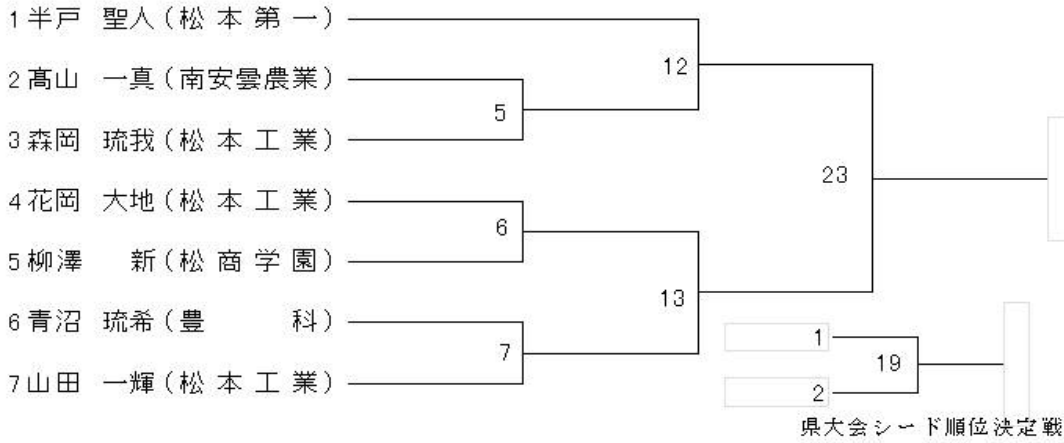 1 半戸 聖人(松本第一)
12
2 髙山 一真(南安曇農業)
5
3 森岡 琉我(松本工業)
23
4 花岡 大地(松本工業)
6
5 柳澤 新(松商学園)
13
6 青沼 琉希(豊 科)
1
7
19
7 山田 一輝(松本工業)
2
県大会シード順位決定戦